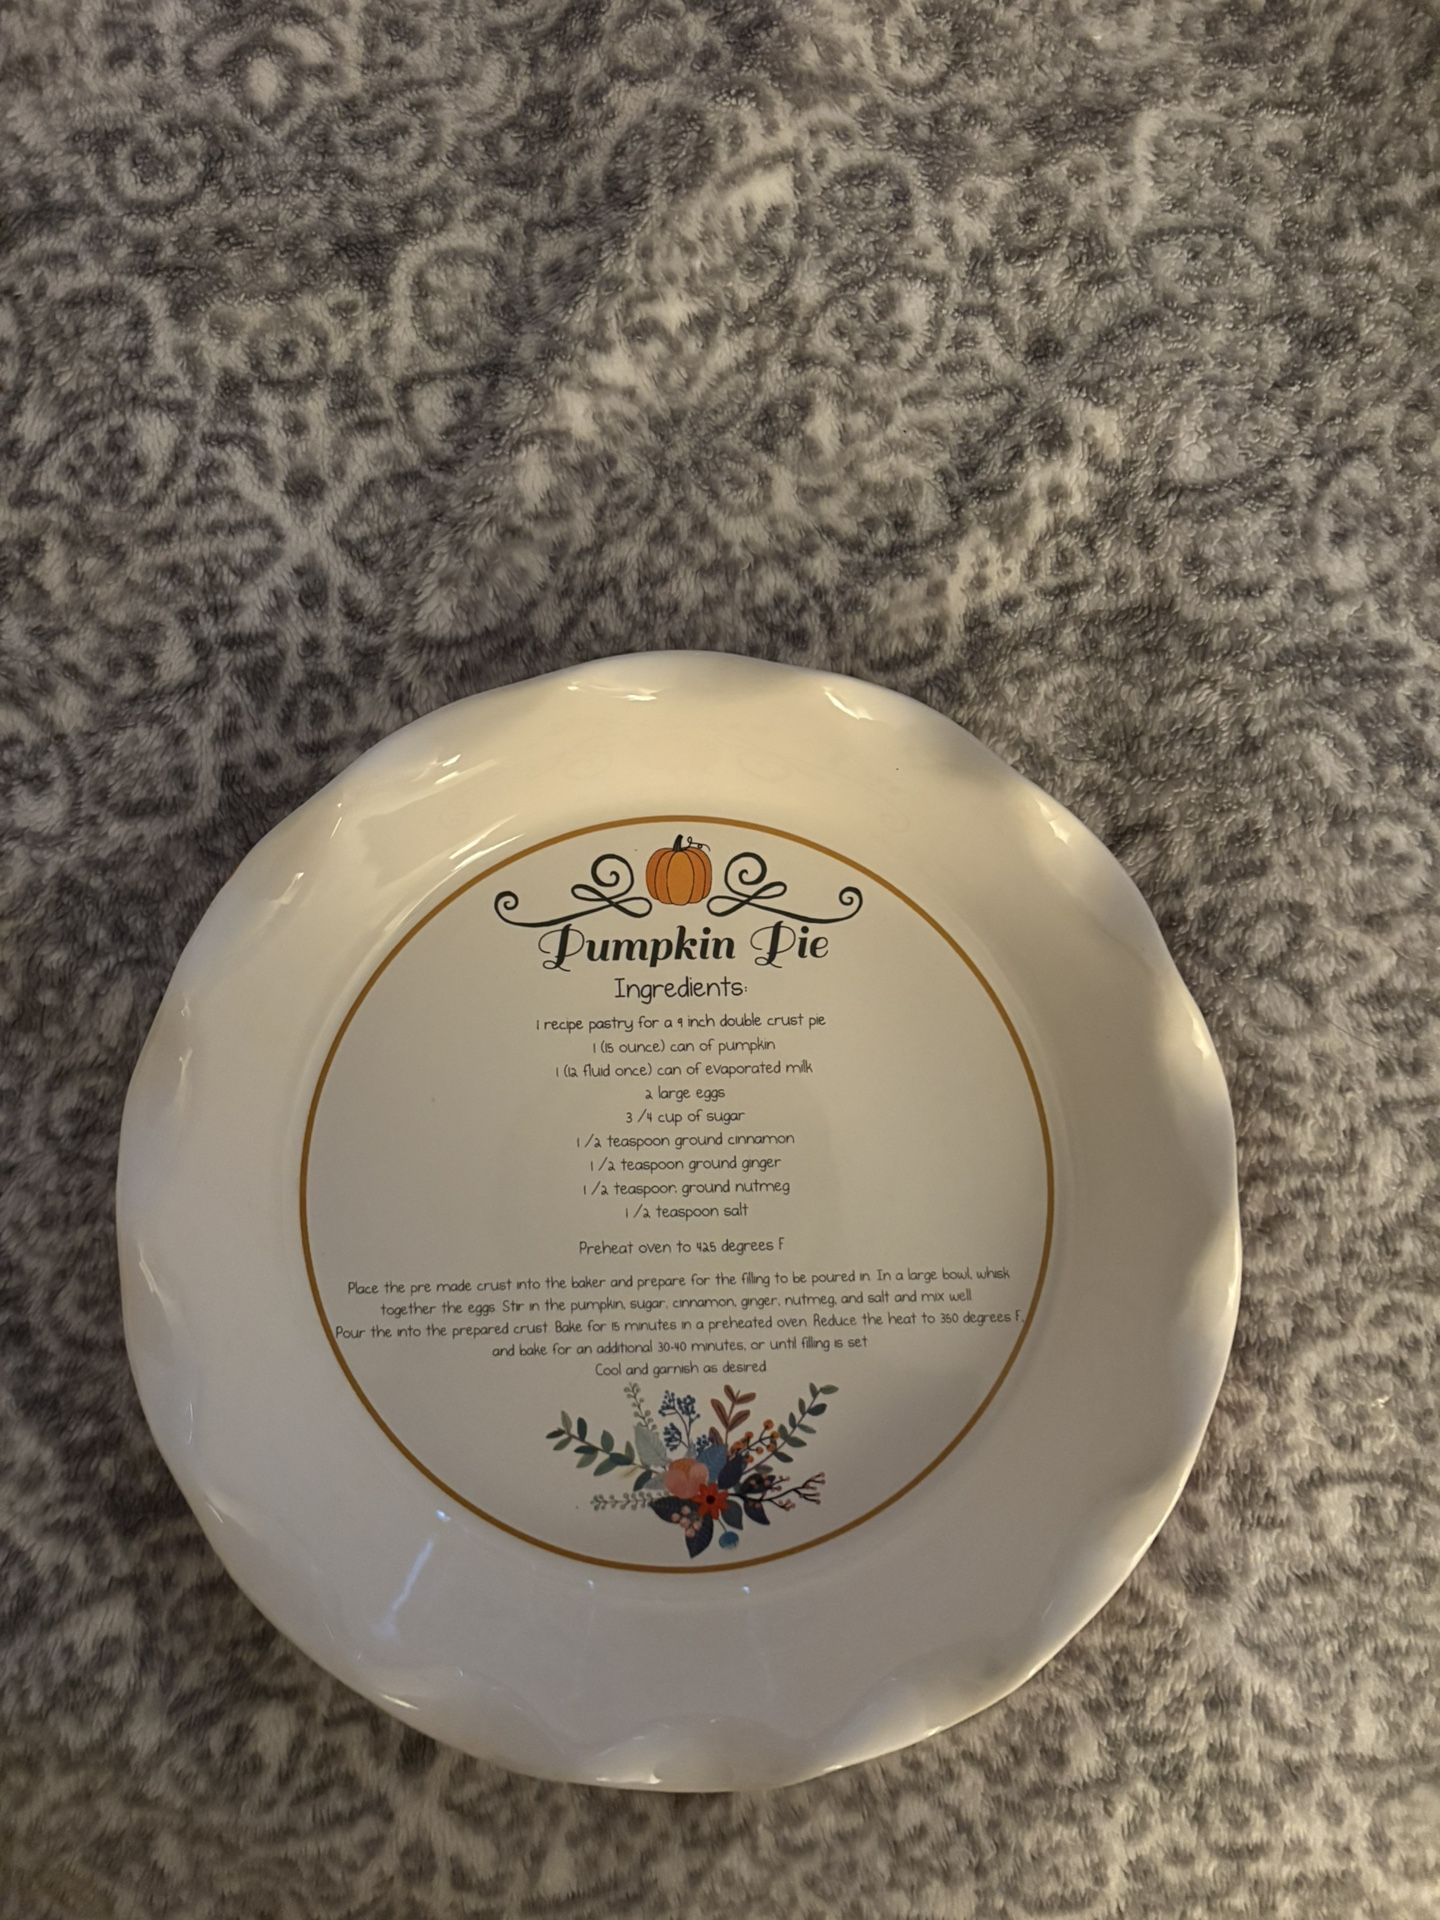 Pumpkin Pie
Ingredients:
1 recipe pastry for a 9 inch double crust pie
1 (15 ounce) can of pumpkin
1 (12 fluid once) can of evaporated milk
2 large eggs
3/4 cup of sugar
1/2 teaspoon ground cinnamon
1/2 teaspoon ground ginger
1/2 teaspoon ground nutmeg
1/2 teaspoon salt
Preheat oven to 425 degrees F
Place the pre made crust into the baker and prepare for the filling to be poured in. In a large bowl, whisk
together the eggs. Stir in the pumpkin, sugar, cinnamon, ginger, nutmeg, and salt and mix well.
Pour the into the prepared crust. Bake for 15 minutes in a preheated oven. Reduce the heat to 350 degrees F,
and bake for an additional 30-40 minutes, or until filling is set
Cool and garnish as desired